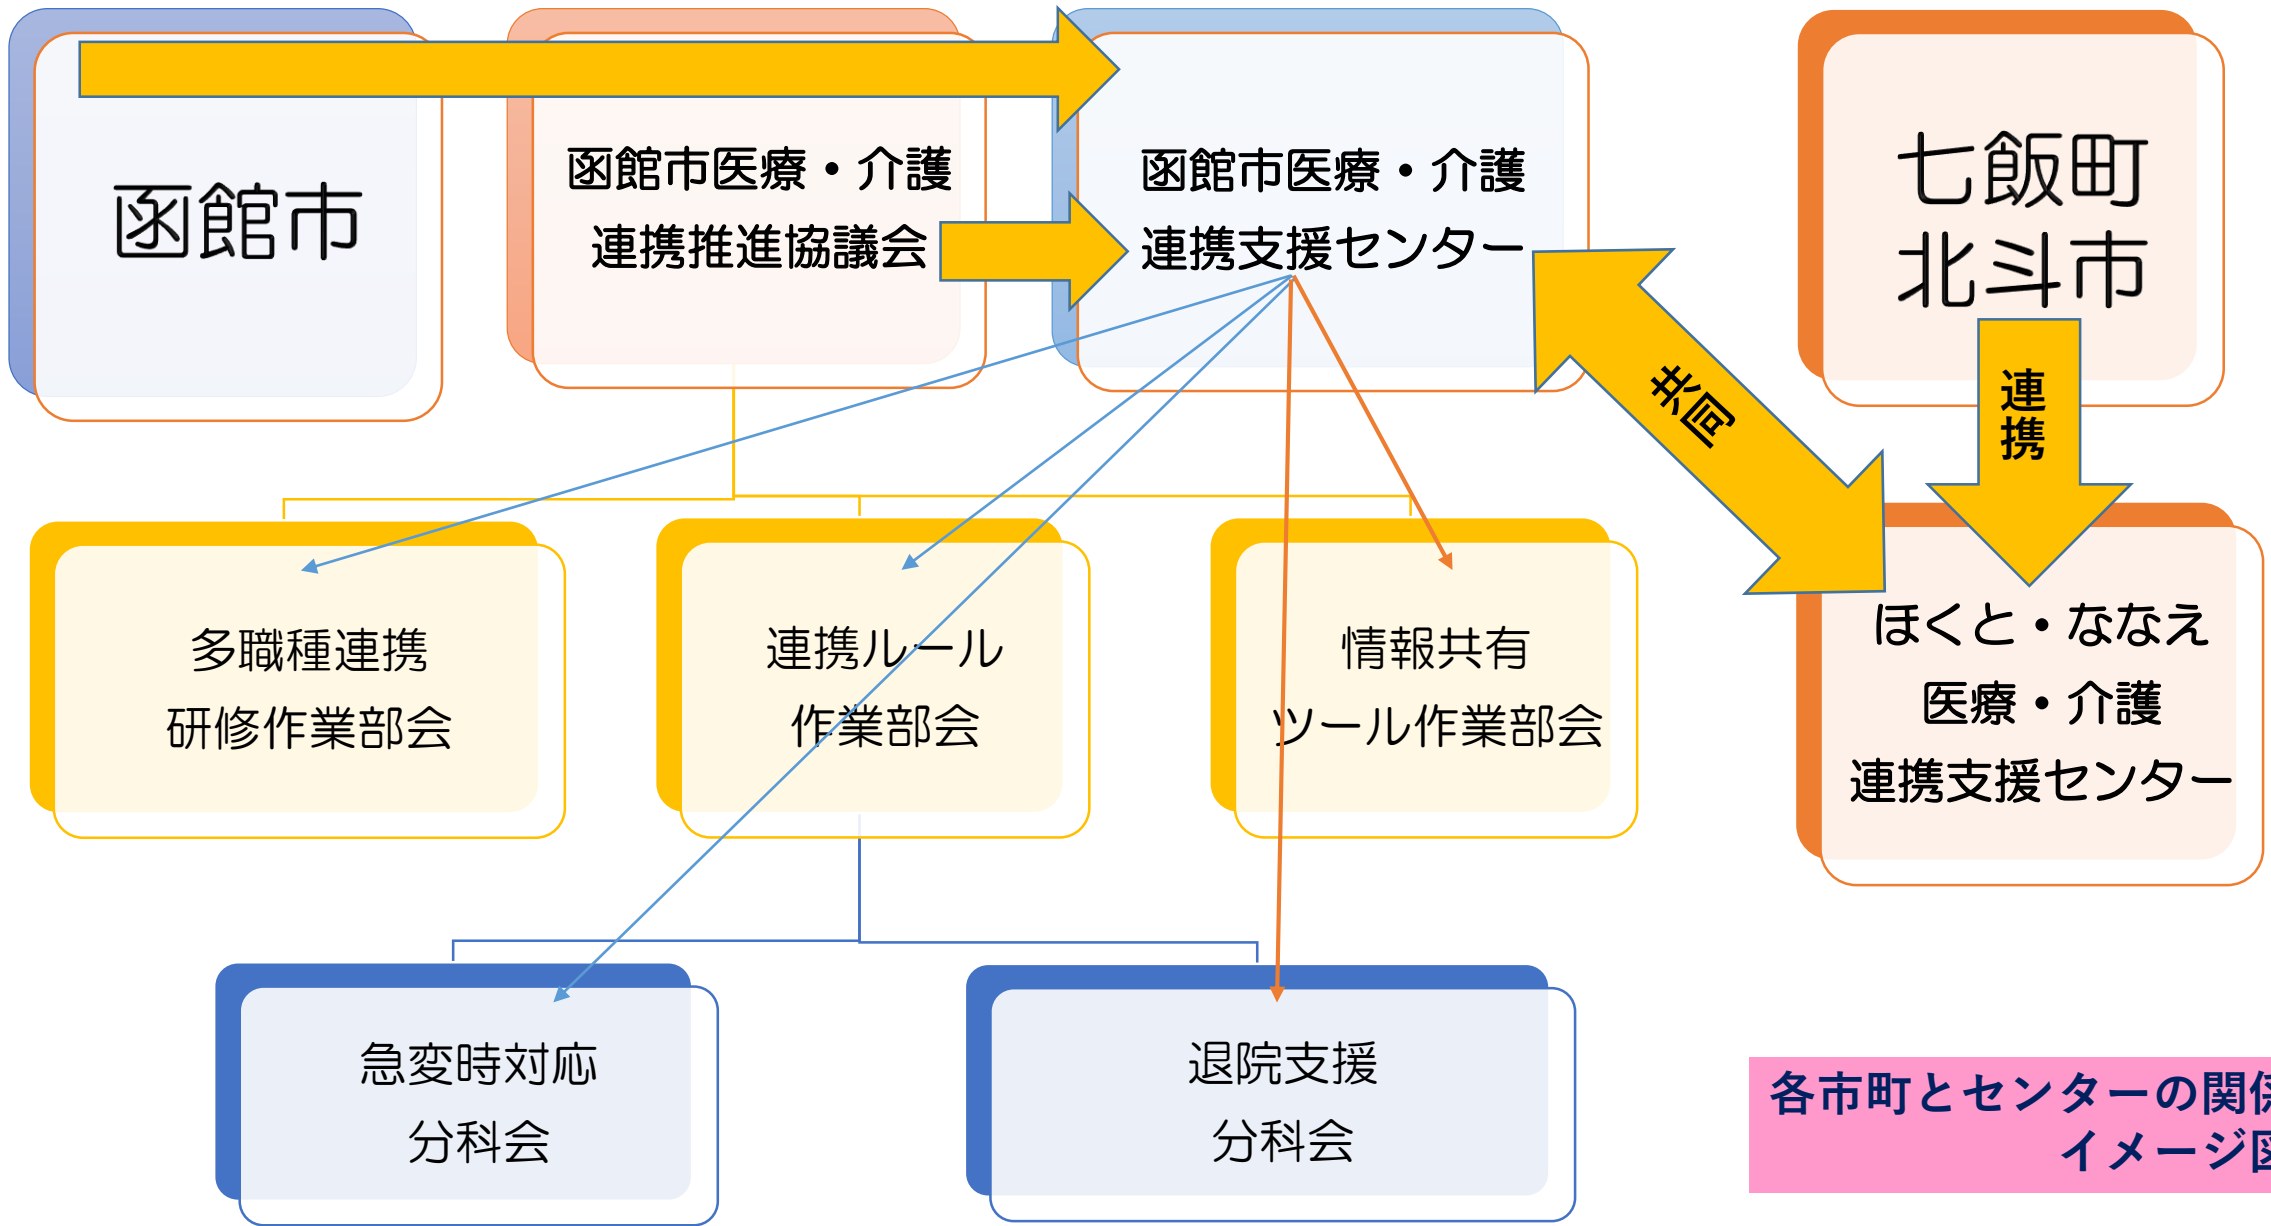 函館市
函館市医療・介護
連携推進協議会
函館市医療・介護
連携支援センター
七飯町
北斗市
共同
連携
多職種連携
研修作業部会
連携ルール
作業部会
情報共有
ツール作業部会
ほくと・ななえ
医療・介護
連携支援センター
急変時対応
分科会
退院支援
分科会
各市町とセンターの関係
イメージ図